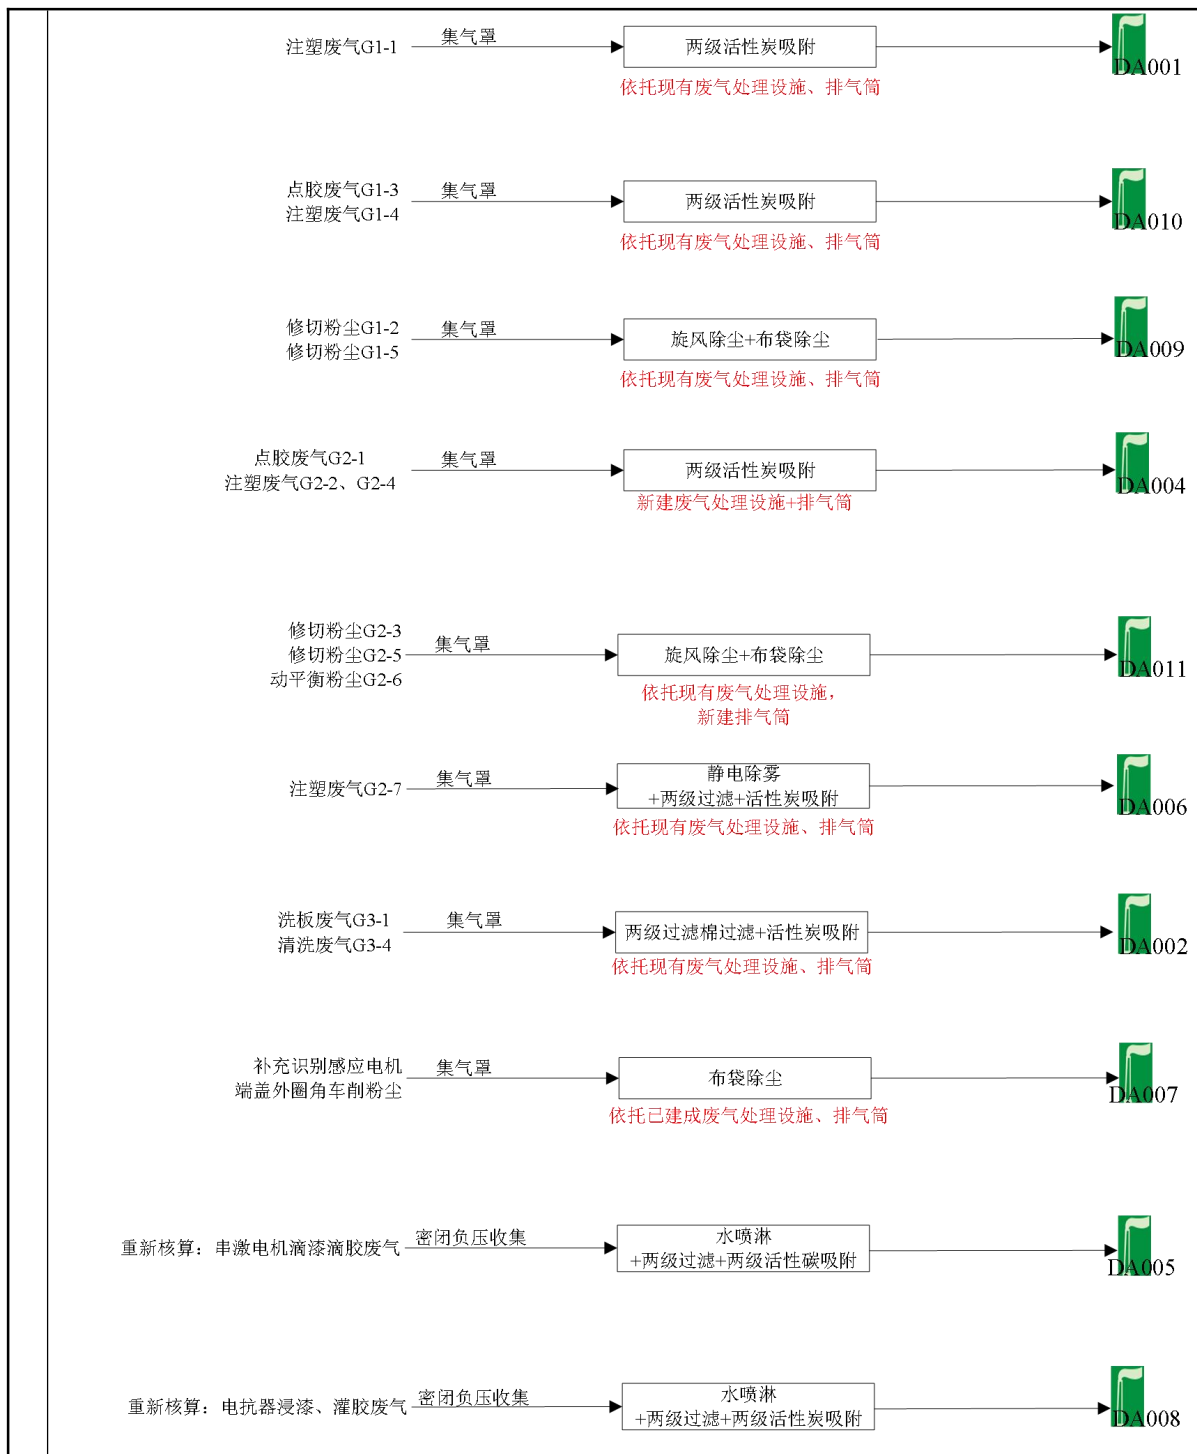 注塑废气G1-1
集气罩
两级活性炭吸附
DA001
依托现有废气处理设施、排气筒
点胶废气G1-3
注塑废气G1-4
集气罩
两级活性炭吸附
DA010
依托现有废气处理设施、排气筒
修切粉尘G1-2
修切粉尘G1-5
集气罩
旋风除尘+布袋除尘
DA009
依托现有废气处理设施、排气筒
点胶废气G2-1
注塑废气G2-2、G2-4
集气罩
两级活性炭吸附
DA004
新建废气处理设施+排气筒
修切粉尘G2-3
修切粉尘G2-5
动平衡粉尘G2-6
集气罩
旋风除尘+布袋除尘
DA011
依托现有废气处理设施，
新建排气筒
注塑废气G2-7
集气罩
静电除雾
+两级过滤+活性炭吸附
DA006
依托现有废气处理设施、排气筒
洗板废气G3-1
清洗废气G3-4
集气罩
两级过滤棉过滤+活性炭吸附
DA002
依托现有废气处理设施、排气筒
补充识别感应电机
端盖外圈角车削粉尘
集气罩
布袋除尘
DA007
依托已建成废气处理设施、排气筒
重新核算：串激电机滴漆滴胶废气
密闭负压收集
水喷淋
+两级过滤+两级活性碳吸附
DA005
重新核算：电抗器浸漆、灌胶废气
密闭负压收集
水喷淋
+两级过滤+两级活性炭吸附
DA008